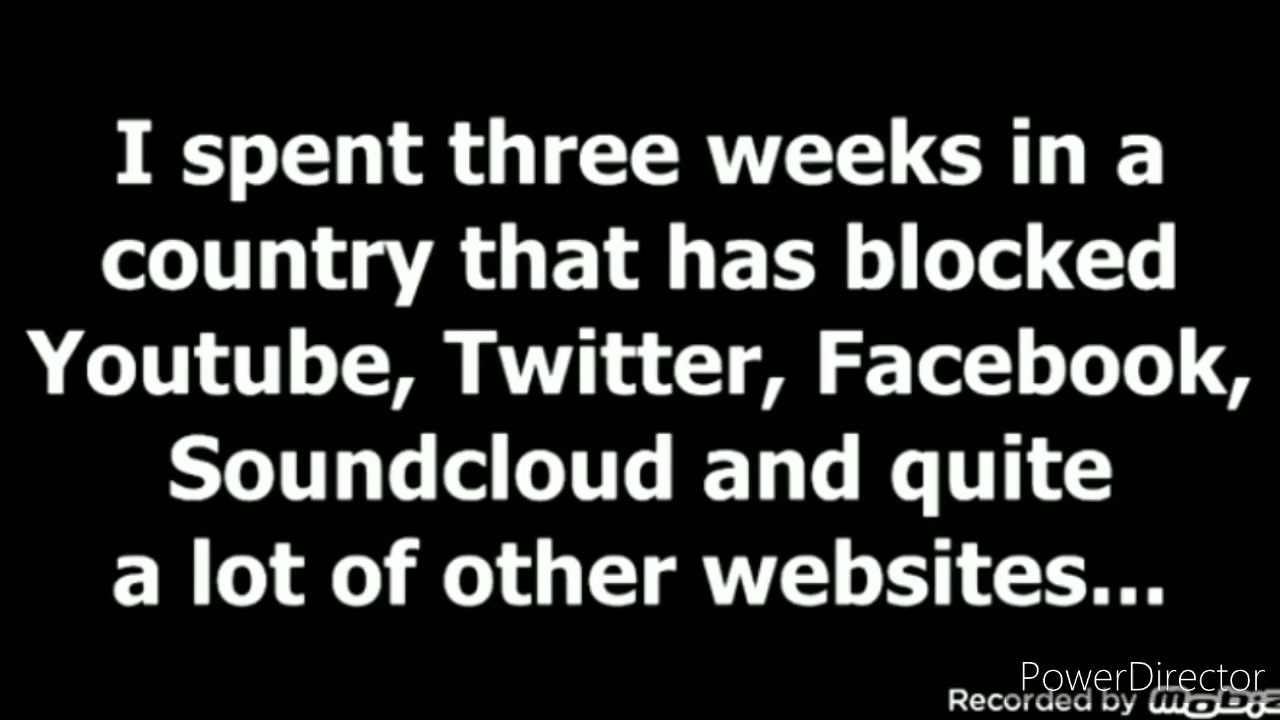 I spent three weeks in a
country that has blocked
Youtube, Twitter, Facebook,
Soundcloud and quite
a lot of other websites...
PowerDirector
Recorded by